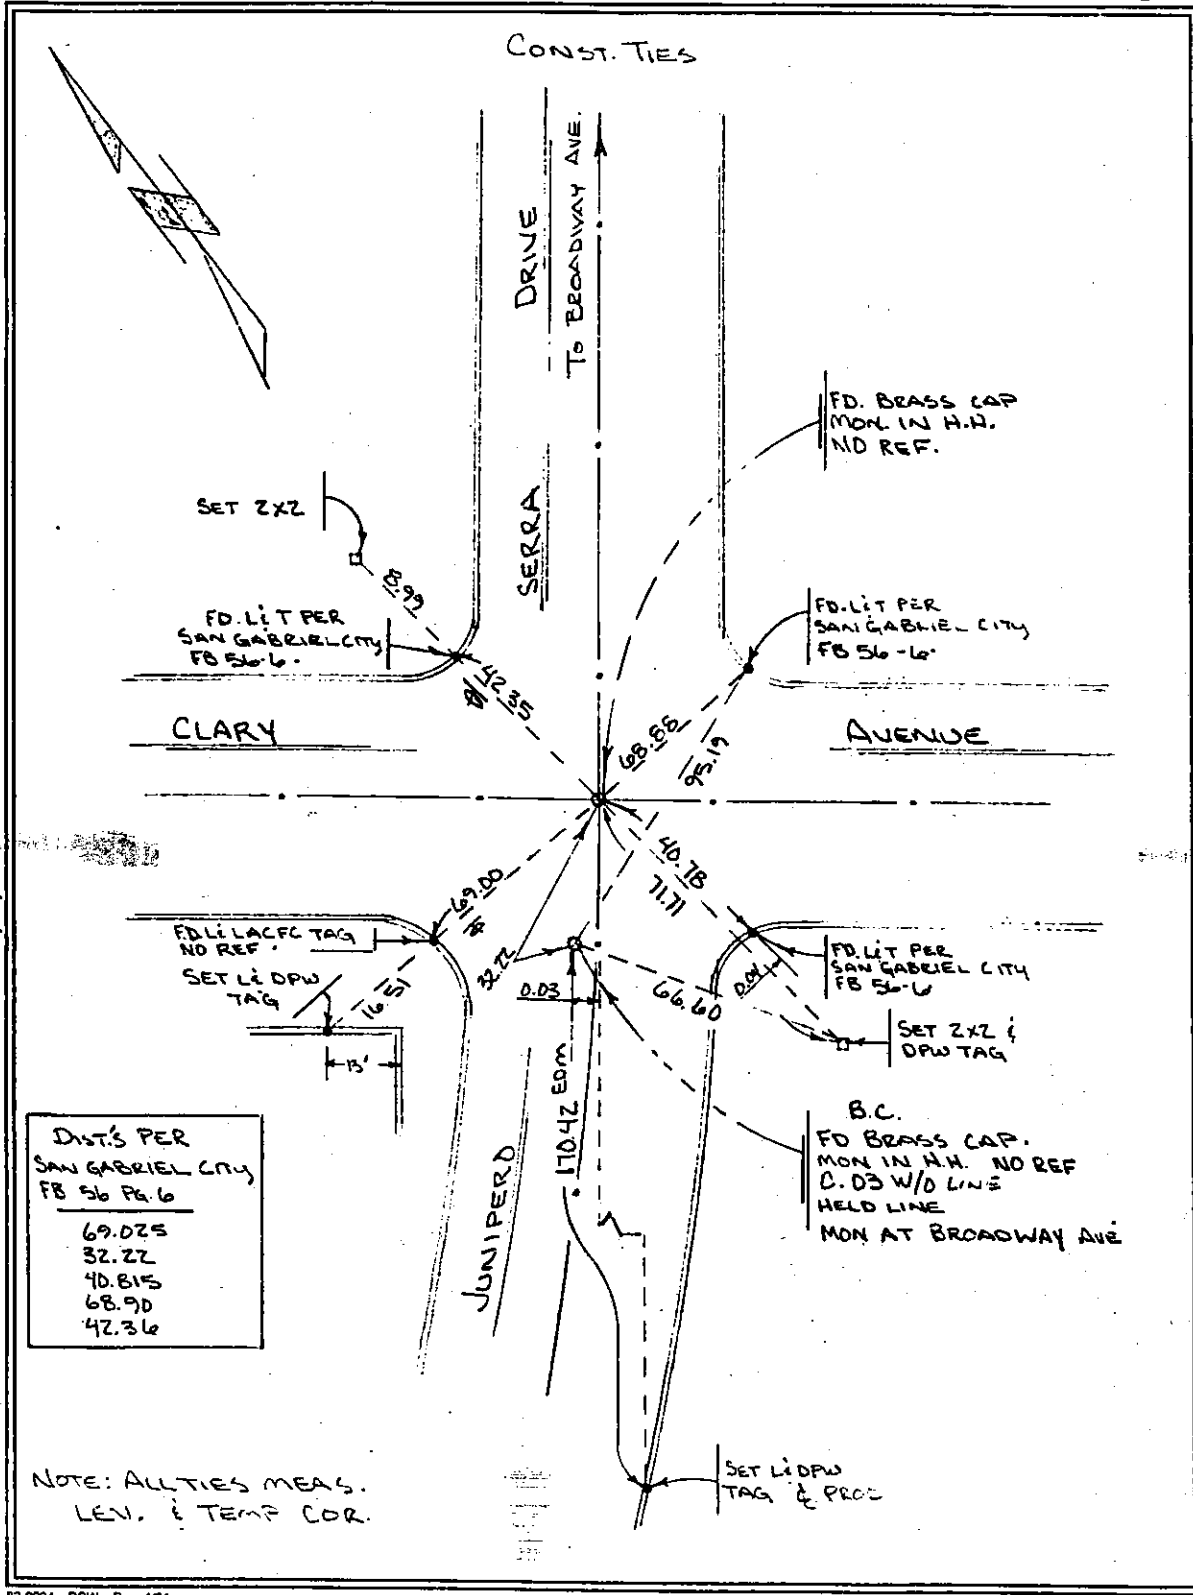 CONST. TIES
DRIVE
TO BROADWAY AVE.
FD. BRASS CAP
MON. IN H.H.
NO REF.
SET 2X2
SERRA
8.99
FD. L&T PER
SAN GABRIEL CITY
FB 56-6.
FD. L&T PER
SAN GABRIEL CITY
FB 56-6.
42.35
68.88
95.19
CLARY
AVENUE
40.78
71.71
69.00
FD. L& LACFC TAG
NO REF.
SET L& DPW
TAG
16.51
32.22
0.03
66.60
0.04
FD. L&T PER
SAN GABRIEL CITY
FB 56-6
SET 2X2 &
DPW TAG
13'
170.42 EDM
JUNIPERO
B.C.
FD BRASS CAP.
MON IN H.H. NO REF
0.03 W/O LINE
HELD LINE
MON AT BROADWAY AVE
DIST'S PER
SAN GABRIEL CITY
FB 56 PG. 6
69.025
32.22
40.815
68.90
42.36
NOTE: ALL TIES MEAS.
LEV. & TEMP COR.
SET L& DPW
TAG